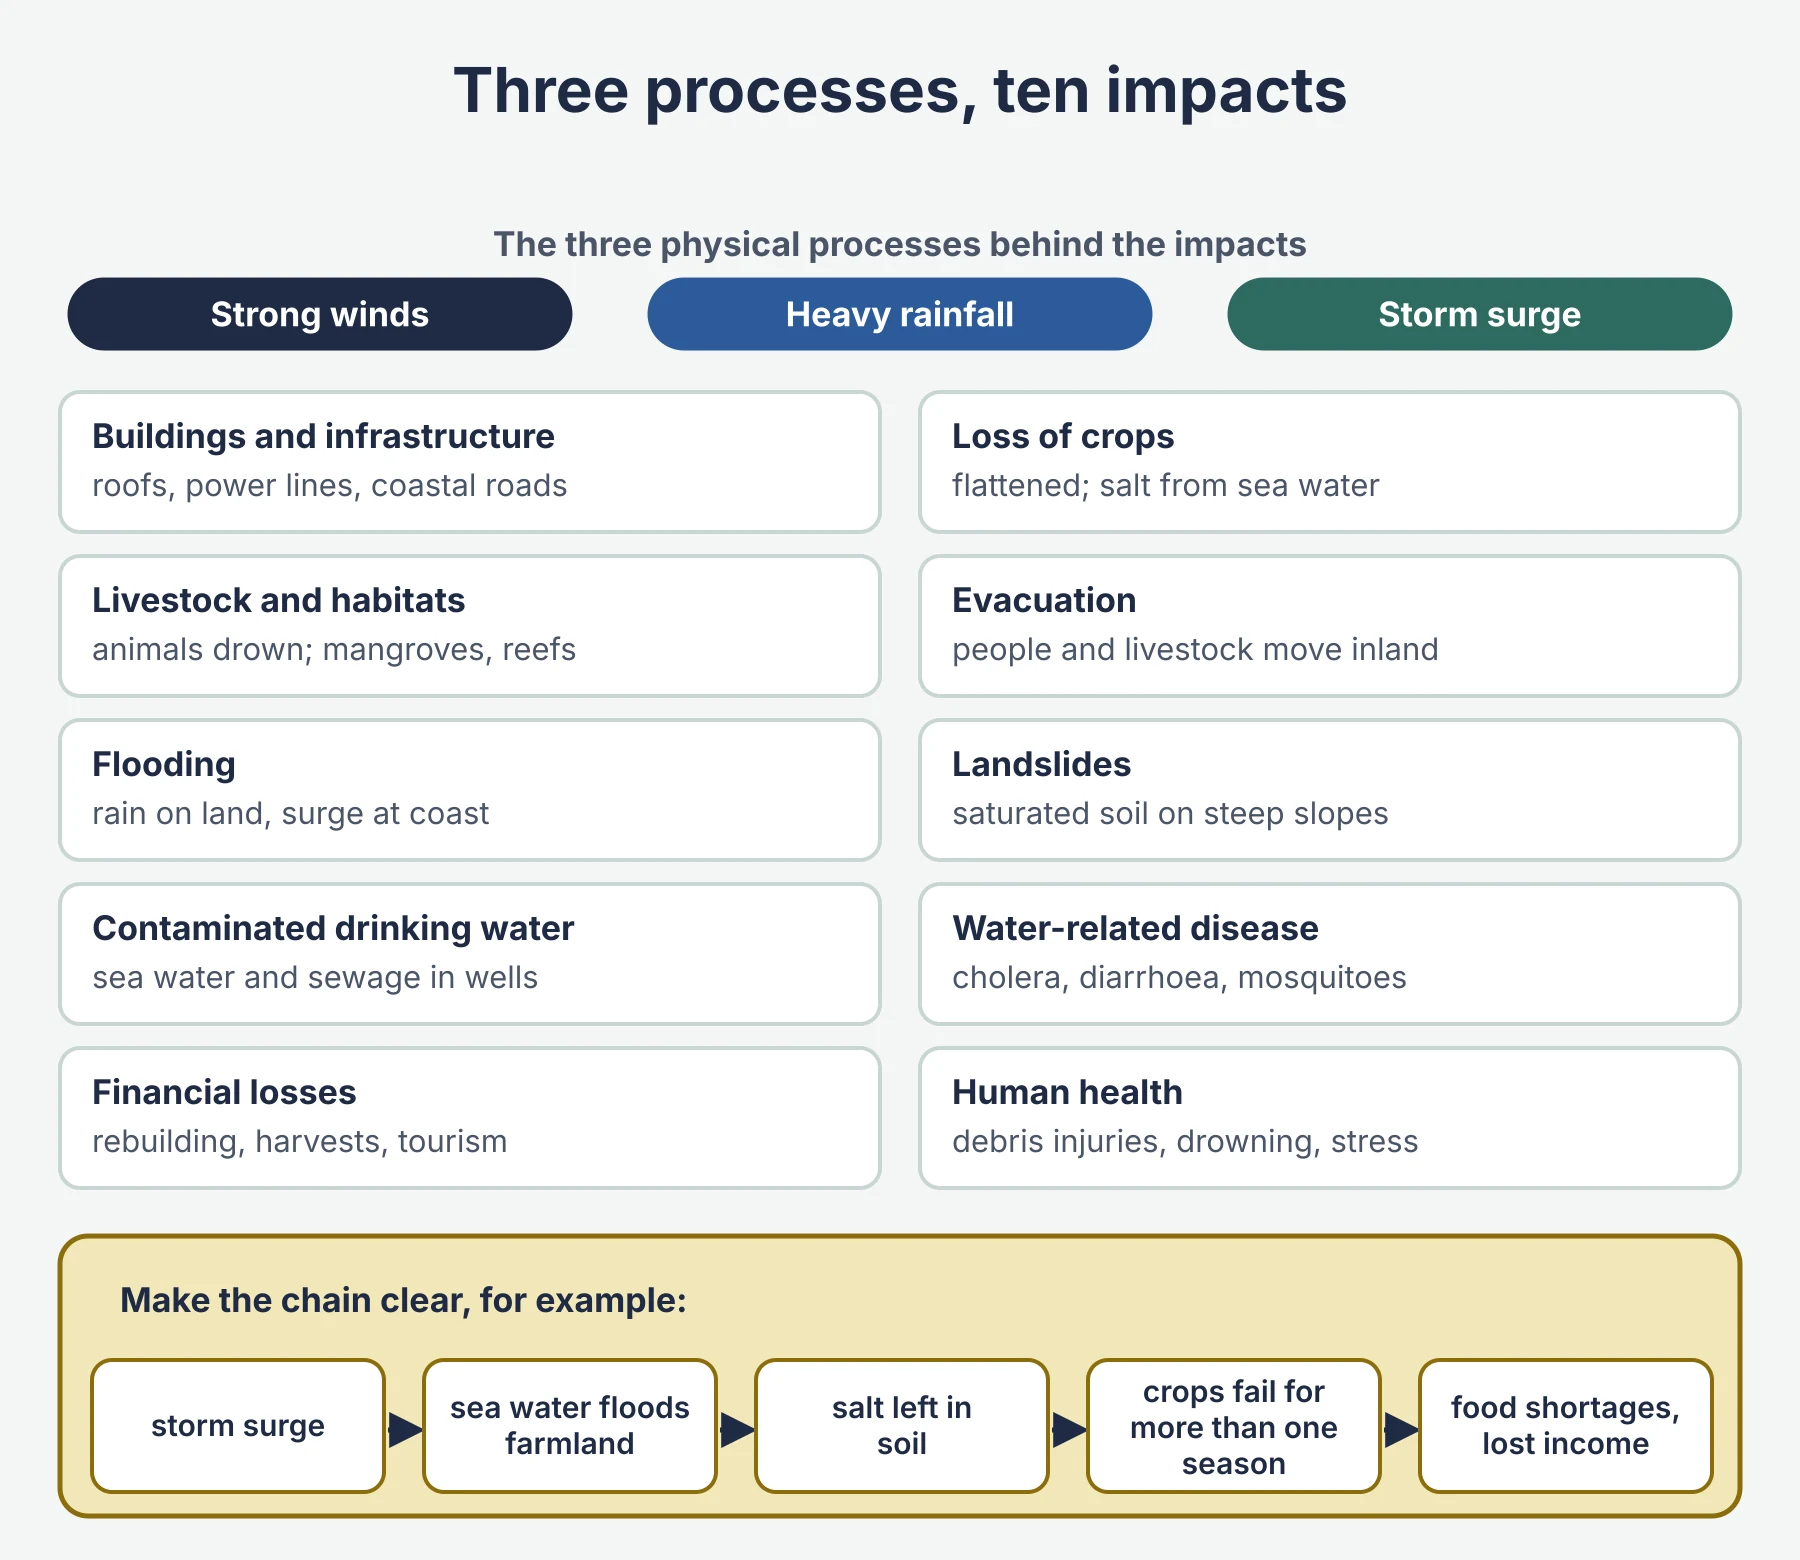 Three processes, ten impacts
The three physical processes behind the impacts
Strong winds
Heavy rainfall
Storm surge
Buildings and infrastructure
roofs, power lines, coastal roads
Loss of crops
flattened; salt from sea water
Livestock and habitats
animals drown; mangroves, reefs
Evacuation
people and livestock move inland
Flooding
rain on land, surge at coast
Landslides
saturated soil on steep slopes
Contaminated drinking water
sea water and sewage in wells
Water-related disease
cholera, diarrhoea, mosquitoes
Financial losses
rebuilding, harvests, tourism
Human health
debris injuries, drowning, stress
Make the chain clear, for example:
storm surge
sea water floods
farmland
salt left in
soil
crops fail for
more than one
season
food shortages,
lost income